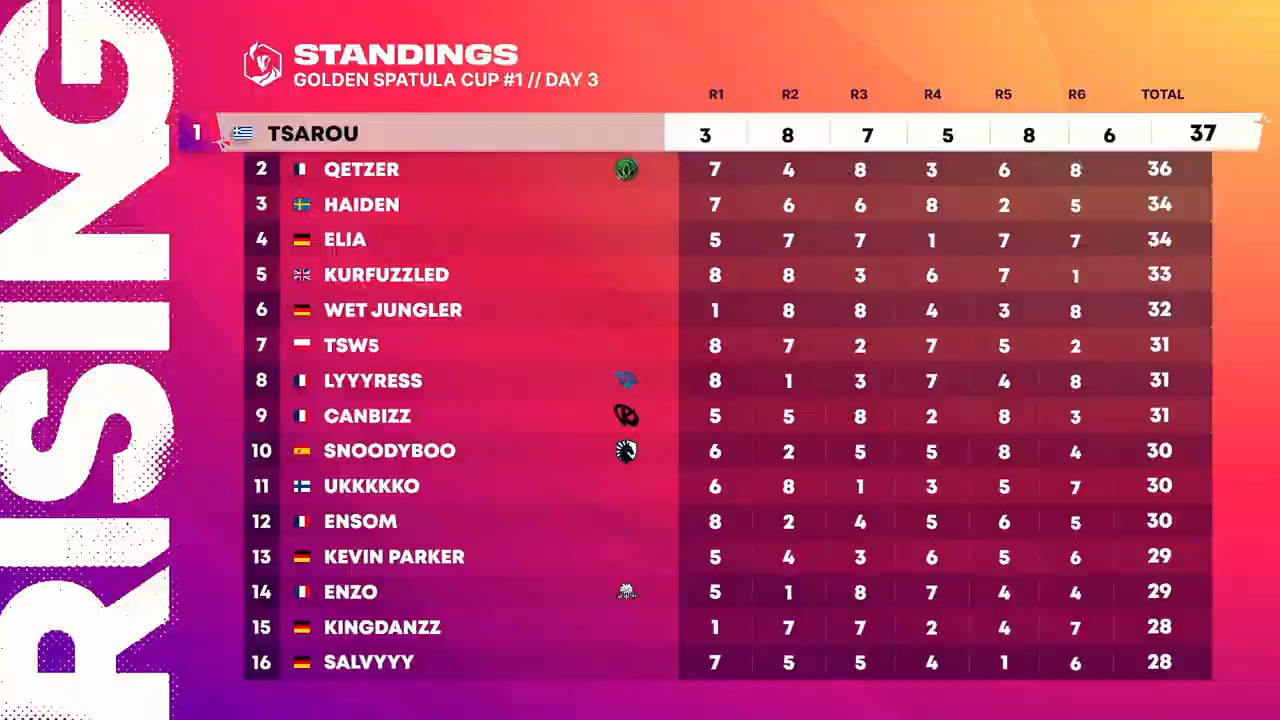 RISING
STANDINGS
GOLDEN SPATULA CUP #1 // DAY 3
R1 R2 R3 R4 R5 R6 TOTAL
1 TSAROU 3 8 7 5 8 6 37
2 QETZER 7 4 8 3 6 8 36
3 HAIDEN 7 6 6 8 2 5 34
4 ELIA 5 7 7 1 7 7 34
5 KURFUZZLED 8 8 3 6 7 1 33
6 WET JUNGLER 1 8 8 4 3 8 32
7 TSW5 8 7 2 7 5 2 31
8 LYYYRESS 8 1 3 7 4 8 31
9 CANBIZZ 5 5 8 2 8 3 31
10 SNOODYBOO 6 2 5 5 8 4 30
11 UKKKKKO 6 8 1 3 5 7 30
12 ENSOM 8 2 4 5 6 5 30
13 KEVIN PARKER 5 4 3 6 5 6 29
14 ENZO 5 1 8 7 4 4 29
15 KINGDANZZ 1 7 7 2 4 7 28
16 SALVYYY 7 5 5 4 1 6 28